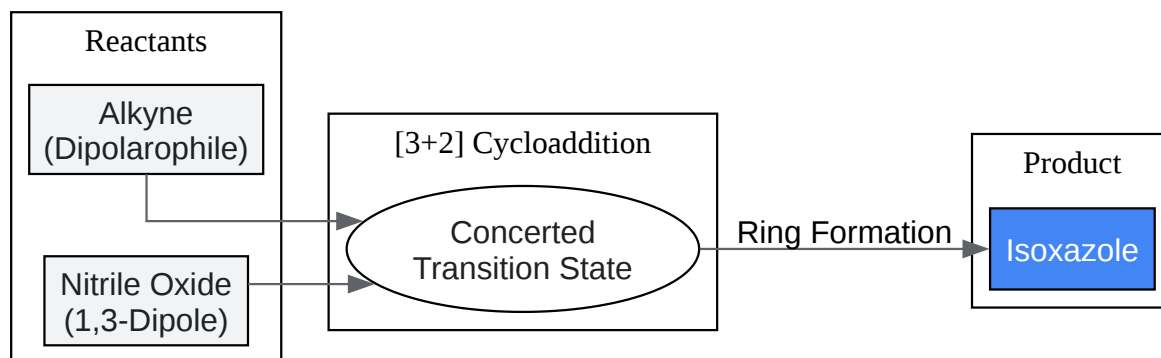 Reactants
Alkyne
(Dipolarophile)
Nitrile Oxide
(1,3-Dipole)
[3+2] Cycloaddition
Concerted
Transition State
Ring Formation
Product
Isoxazole